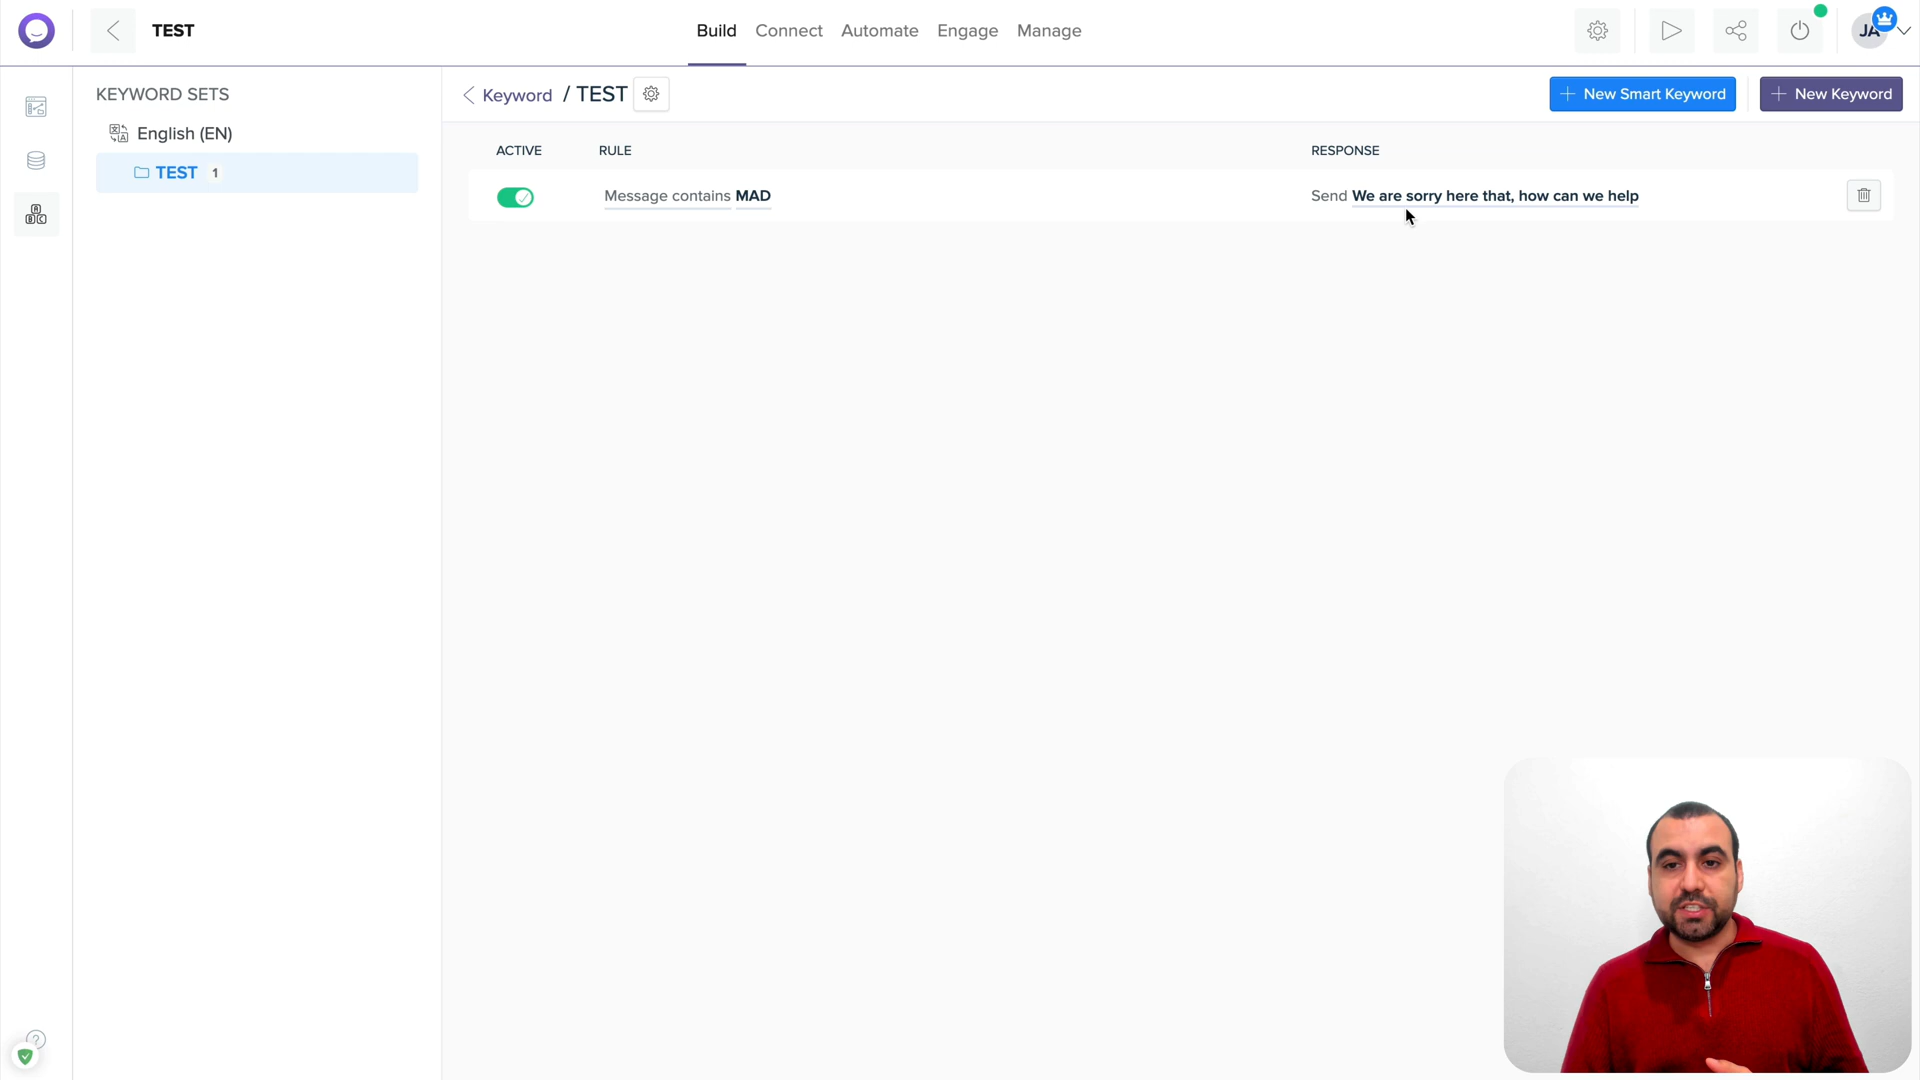 TEST
Build Connect Automate Engage Manage
JA
KEYWORD SETS
English (EN)
TEST 1
Keyword / TEST
New Smart Keyword
New Keyword
ACTIVE RULE RESPONSE
Message contains MAD
Send We are sorry here that, how can we help